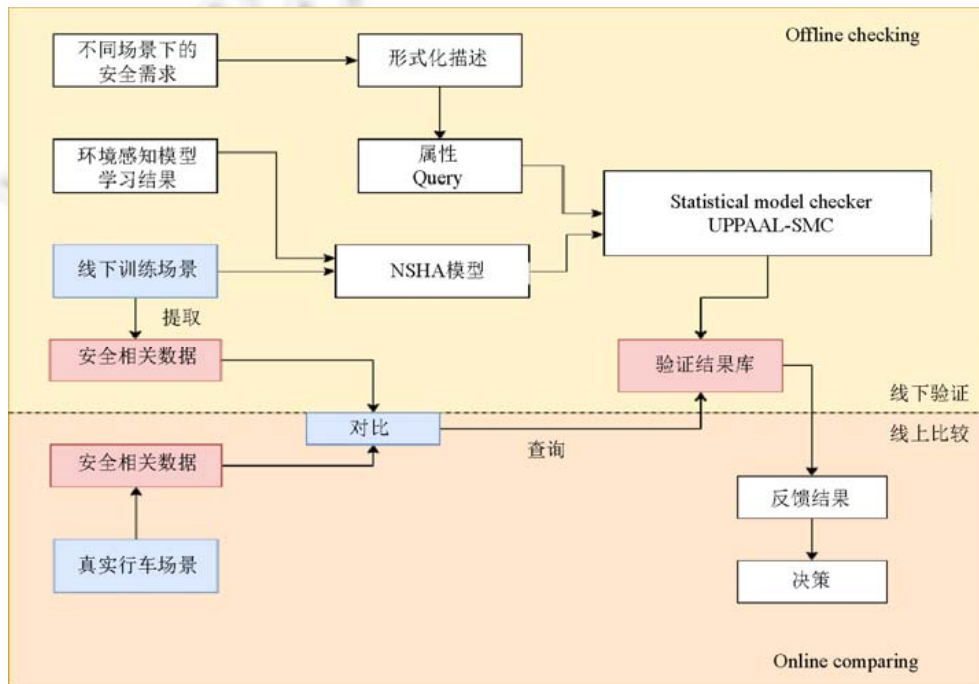 Offline checking
不同场景下的
安全需求
形式化描述
环境感知模型
学习结果
属性
Query
Statistical model checker
UPPAAL-SMC
线下训练场景
NSHA模型
提取
安全相关数据
验证结果库
线下验证
对比
线上比较
查询
安全相关数据
反馈结果
真实行车场景
决策
Online comparing